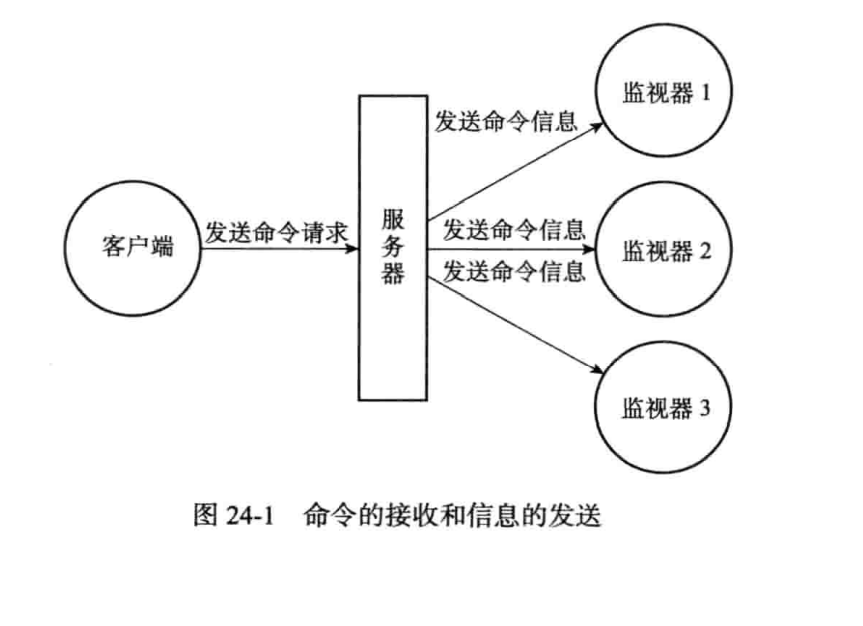 监视器 1
发送命令信息
服务器
客户端
发送命令请求
发送命令信息
监视器 2
发送命令信息
监视器 3
图 24-1 命令的接收和信息的发送